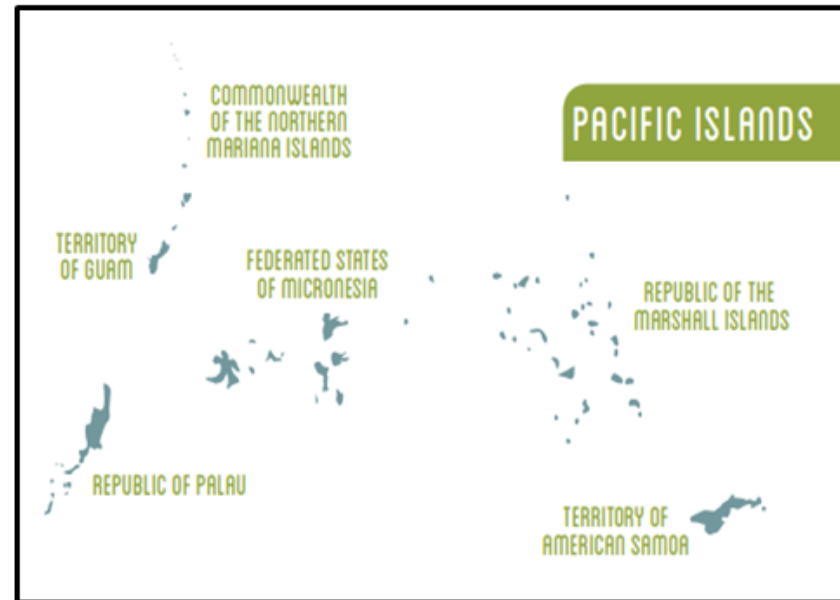 COMMONWEALTH
OF THE NORTHERN
MARIANA ISLANDS
PACIFIC ISLANDS
TERRITORY
OF GUAM
FEDERATED STATES
OF MICRONESIA
REPUBLIC OF THE
MARSHALL ISLANDS
REPUBLIC OF PALAU
TERRITORY OF
AMERICAN SAMOA